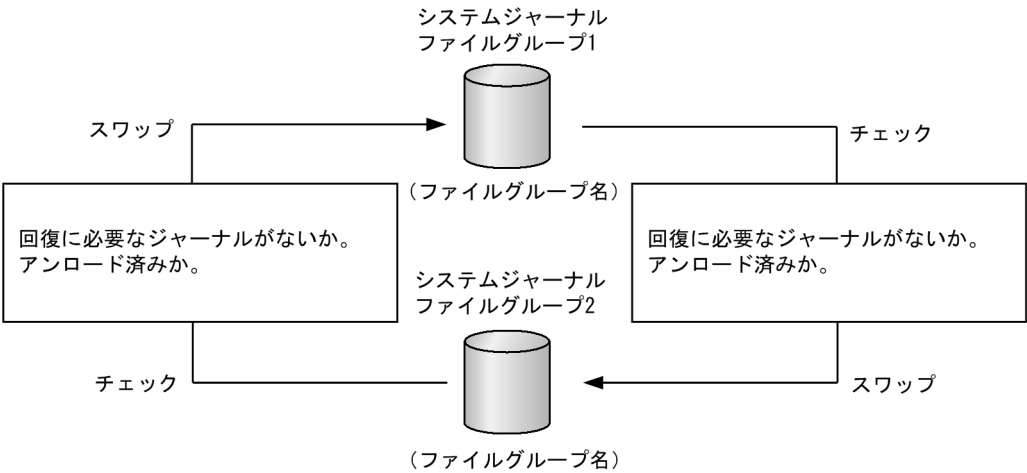 システムジャーナル
ファイルグループ1
スワップ
チェック
(ファイルグループ名)
回復に必要なジャーナルがないか。
アンロード済みか。
回復に必要なジャーナルがないか。
アンロード済みか。
システムジャーナル
ファイルグループ2
チェック
スワップ
(ファイルグループ名)